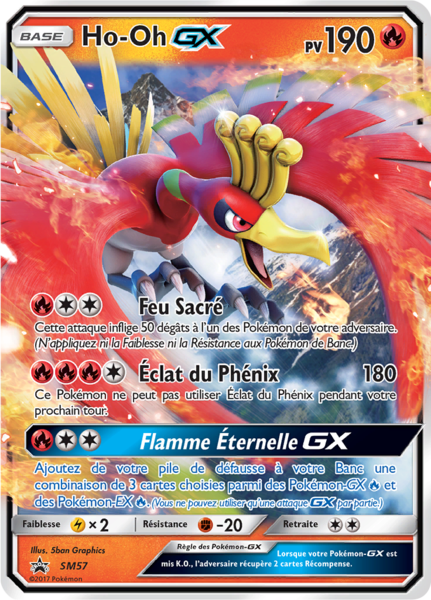 BASE Ho-Oh GX PV 190
Feu Sacré
Cette attaque inflige 50 dégâts à l'un des Pokémon de votre adversaire.
(N'appliquez ni la Faiblesse ni la Résistance aux Pokémon de Banc.)
Éclat du Phénix 180
Ce Pokémon ne peut pas utiliser Éclat du Phénix pendant votre
prochain tour.
Flamme Éternelle GX
Ajoutez de votre pile de défausse à votre Banc une
combinaison de 3 cartes choisies parmi des Pokémon-GX et
des Pokémon-EX . (Vous ne pouvez utiliser qu'une attaque GX par partie.)
Faiblesse ×2 Résistance -20 Retraite
Illus. 5ban Graphics
Règle des Pokémon-GX
PROMO SM57
Lorsque votre Pokémon-GX est
mis K.O., l'adversaire récupère 2 cartes Récompense.
©2017 Pokémon